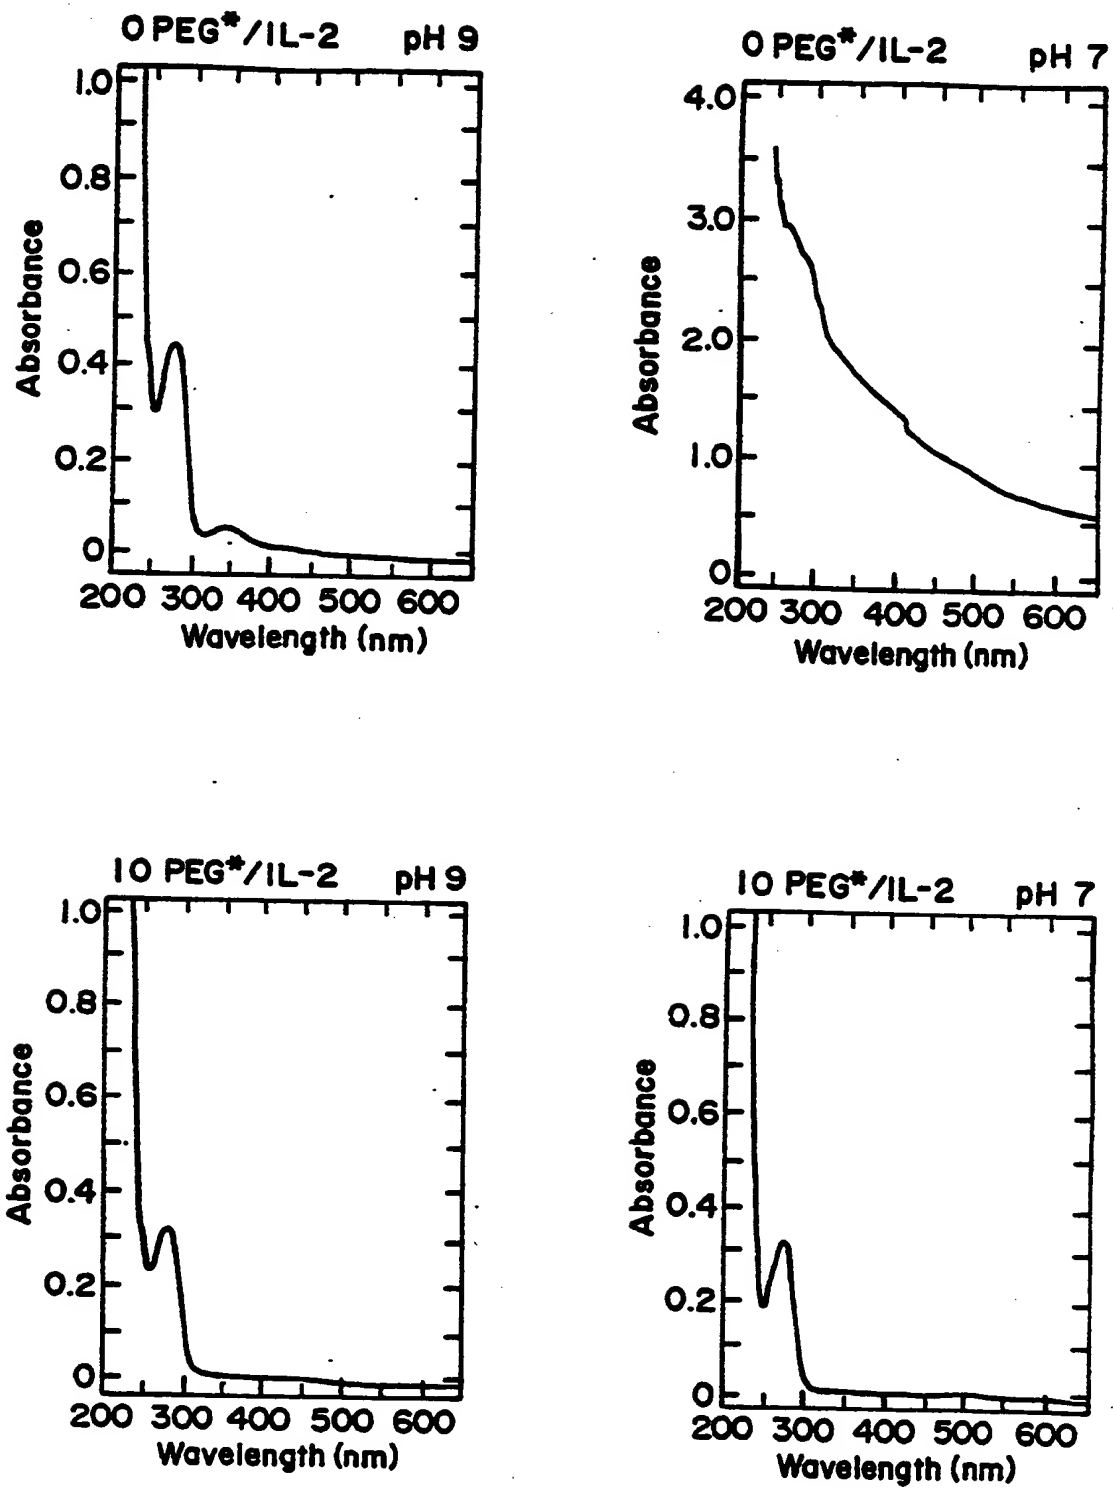 0 PEG*/IL-2 pH 9
1.0
0.8
0.6
0.4
0.2
0
Absorbance
200 300 400 500 600
Wavelength (nm)
0 PEG*/IL-2 pH 7
4.0
3.0
2.0
1.0
0
Absorbance
200 300 400 500 600
Wavelength (nm)
10 PEG*/IL-2 pH 9
1.0
0.8
0.6
0.4
0.2
0
Absorbance
200 300 400 500 600
Wavelength (nm)
10 PEG*/IL-2 pH 7
1.0
0.8
0.6
0.4
0.2
0
Absorbance
200 300 400 500 600
Wavelength (nm)